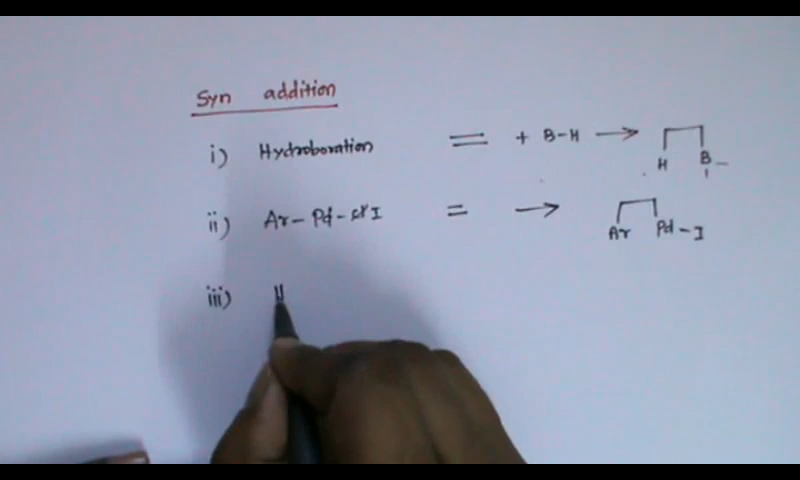 Syn addition
i) Hydroboration = + B-H → H B-
ii) Ar-Pd-I = → Ar Pd-I
iii)